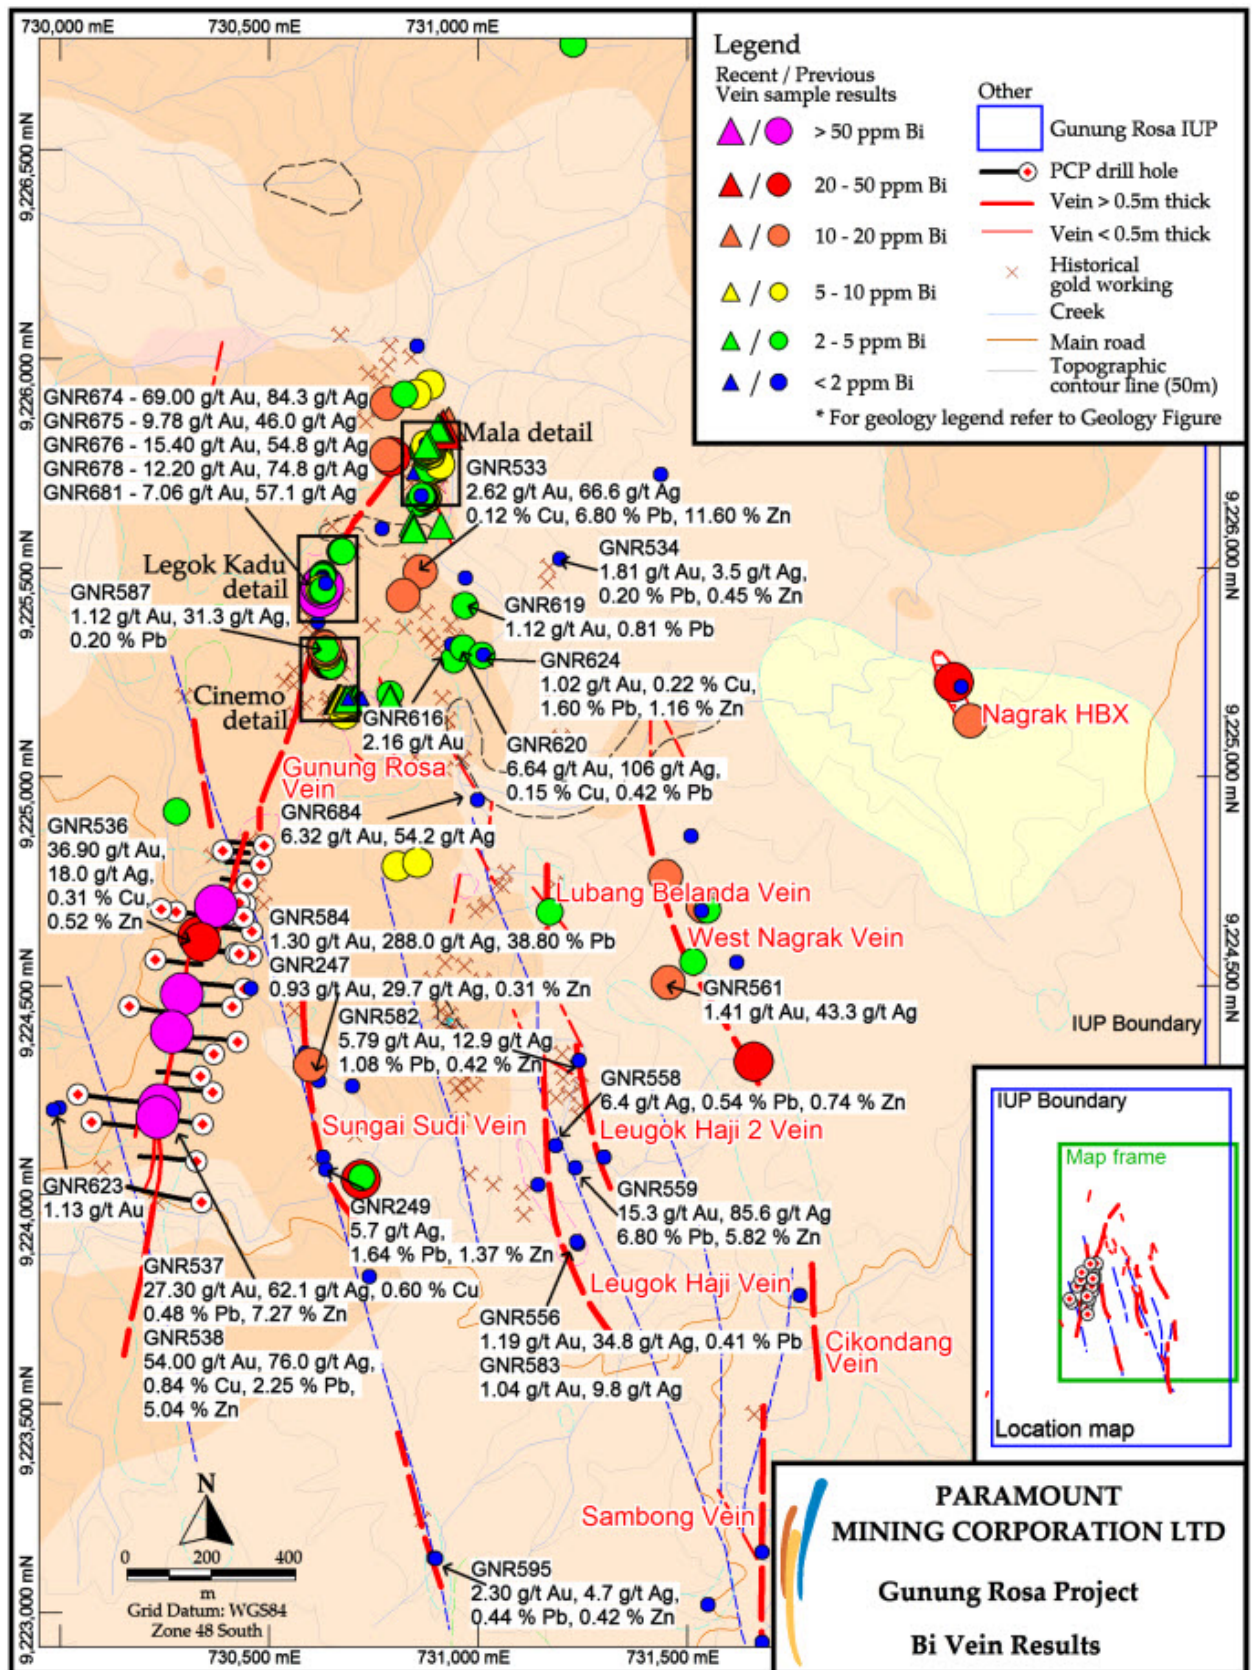 730,000 mE
730,500 mE
731,000 mE
Legend
Recent / Previous
Vein sample results
/
> 50 ppm Bi
/
20 - 50 ppm Bi
/
10 - 20 ppm Bi
/
5 - 10 ppm Bi
/
2 - 5 ppm Bi
/
< 2 ppm Bi
Other
Gunung Rosa IUP
PCP drill hole
Vein > 0.5m thick
Vein < 0.5m thick
Historical
gold working
Creek
Main road
Topographic
contour line (50m)
* For geology legend refer to Geology Figure
9,226,500 mN
9,226,000 mN
9,225,500 mN
9,225,000 mN
9,224,500 mN
9,224,000 mN
9,223,500 mN
9,223,000 mN
GNR674 - 69.00 g/t Au, 84.3 g/t Ag
GNR675 - 9.78 g/t Au, 46.0 g/t Ag
GNR676 - 15.40 g/t Au, 54.8 g/t Ag
GNR678 - 12.20 g/t Au, 74.8 g/t Ag
GNR681 - 7.06 g/t Au, 57.1 g/t Ag
Mala detail
GNR533
2.62 g/t Au, 66.6 g/t Ag
0.12 % Cu, 6.80 % Pb, 11.60 % Zn
Legok Kadu
detail
GNR534
1.81 g/t Au, 3.5 g/t Ag,
0.20 % Pb, 0.45 % Zn
GNR587
1.12 g/t Au, 31.3 g/t Ag,
0.20 % Pb
GNR619
1.12 g/t Au, 0.81 % Pb
GNR624
1.02 g/t Au, 0.22 % Cu,
1.60 % Pb, 1.16 % Zn
Cinemo
detail
GNR616
2.16 g/t Au
GNR620
6.64 g/t Au, 106 g/t Ag,
0.15 % Cu, 0.42 % Pb
Nagrak HBX
Gunung Rosa
Vein
GNR684
6.32 g/t Au, 54.2 g/t Ag
GNR536
36.90 g/t Au,
18.0 g/t Ag,
0.31 % Cu,
0.52 % Zn
Lubang Belanda Vein
GNR584
1.30 g/t Au, 288.0 g/t Ag, 38.80 % Pb
West Nagrak Vein
GNR247
0.93 g/t Au, 29.7 g/t Ag, 0.31 % Zn
GNR561
1.41 g/t Au, 43.3 g/t Ag
GNR582
5.79 g/t Au, 12.9 g/t Ag
1.08 % Pb, 0.42 % Zn
IUP Boundary
GNR558
6.4 g/t Ag, 0.54 % Pb, 0.74 % Zn
Sungai Sudi Vein
Leugok Haji 2 Vein
GNR623
1.13 g/t Au
GNR249
5.7 g/t Ag,
1.64 % Pb, 1.37 % Zn
GNR559
15.3 g/t Au, 85.6 g/t Ag
6.80 % Pb, 5.82 % Zn
GNR537
27.30 g/t Au, 62.1 g/t Ag, 0.60 % Cu
0.48 % Pb, 7.27 % Zn
GNR538
54.00 g/t Au, 76.0 g/t Ag,
0.84 % Cu, 2.25 % Pb,
5.04 % Zn
Leugok Haji Vein
GNR556
1.19 g/t Au, 34.8 g/t Ag, 0.41 % Pb
GNR583
1.04 g/t Au, 9.8 g/t Ag
Cikondang
Vein
Sambong Vein
GNR595
2.30 g/t Au, 4.7 g/t Ag,
0.44 % Pb, 0.42 % Zn
N
0 200 400
m
Grid Datum: WGS84
Zone 48 South
730,500 mE
731,000 mE
731,500 mE
9,226,000 mN
9,225,000 mN
9,224,500 mN
IUP Boundary
Map frame
Location map
PARAMOUNT
MINING CORPORATION LTD
Gunung Rosa Project
Bi Vein Results